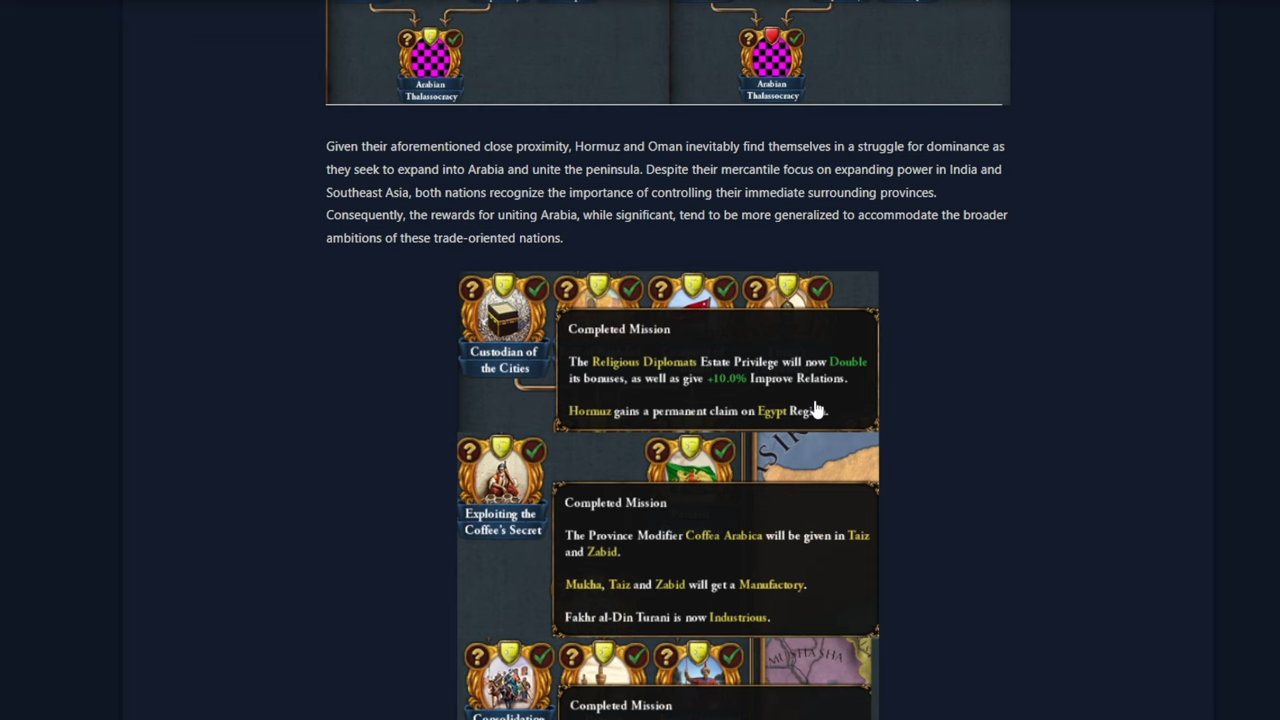 Arabian
Thalassocracy
Arabian
Thalassocracy
Given their aforementioned close proximity, Hormuz and Oman inevitably find themselves in a struggle for dominance as
they seek to expand into Arabia and unite the peninsula. Despite their mercantile focus on expanding power in India and
Southeast Asia, both nations recognize the importance of controlling their immediate surrounding provinces.
Consequently, the rewards for uniting Arabia, while significant, tend to be more generalized to accommodate the broader
ambitions of these trade-oriented nations.
Custodian of
the Cities
Completed Mission
The Religious Diplomats Estate Privilege will now Double
its bonuses, as well as give +10.0% Improve Relations.
Hormuz gains a permanent claim on Egypt
Exploiting the
Coffee's Secret
Completed Mission
The Province Modifier Coffea Arabica will be given in Taiz
and Zabid.
Mukha, Taiz and Zabid will get a Manufactory.
Fakhr al-Din Turani is now Industrious.
Consolidating
MUSHASHA
Completed Mission